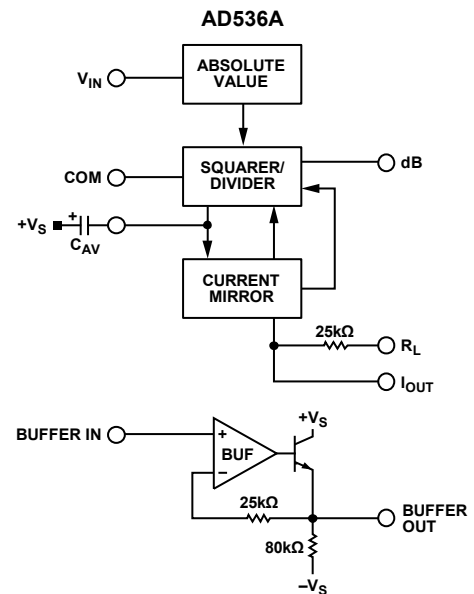 AD536A
ABSOLUTE
VALUE
V_IN
SQUARER/
DIVIDER
dB
COM
+V_S
+
C_AV
CURRENT
MIRROR
25kΩ
R_L
I_OUT
+V_S
BUFFER IN
+
BUF
–
25kΩ
BUFFER
OUT
80kΩ
–V_S